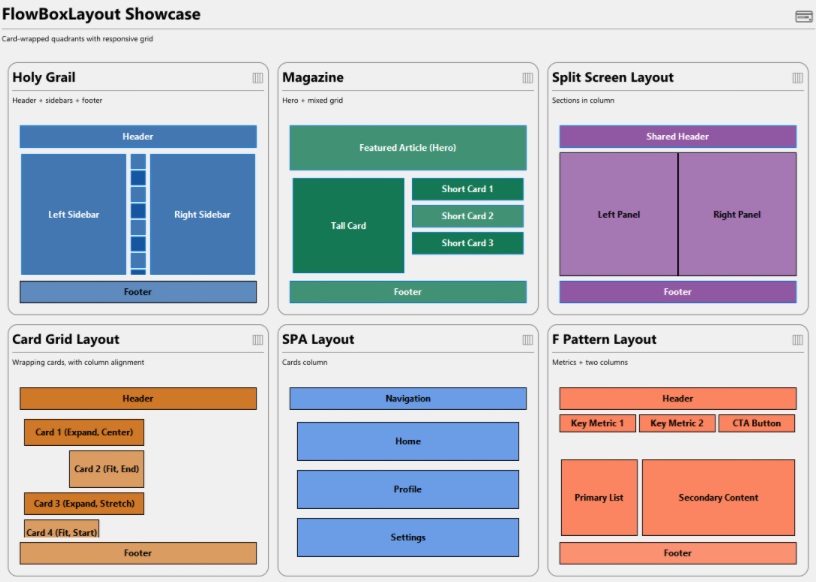 FlowBoxLayout Showcase
Card-wrapped quadrants with responsive grid
Holy Grail
Header + sidebars + footer
Header
Left Sidebar
Right Sidebar
Footer
Magazine
Hero + mixed grid
Featured Article (Hero)
Tall Card
Short Card 1
Short Card 2
Short Card 3
Footer
Split Screen Layout
Sections in column
Shared Header
Left Panel
Right Panel
Footer
Card Grid Layout
Wrapping cards, with column alignment
Header
Card 1 (Expand, Center)
Card 2 (Fit, End)
Card 3 (Expand, Stretch)
Card 4 (Fit, Start)
Footer
SPA Layout
Cards column
Navigation
Home
Profile
Settings
F Pattern Layout
Metrics + two columns
Header
Key Metric 1
Key Metric 2
CTA Button
Primary List
Secondary Content
Footer